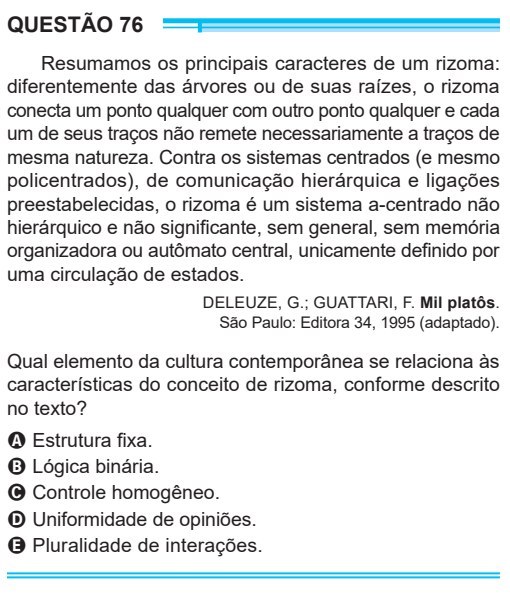 QUESTÃO 76
Resumamos os principais caracteres de um rizoma:
diferentemente das árvores ou de suas raízes, o rizoma
conecta um ponto qualquer com outro ponto qualquer e cada
um de seus traços não remete necessariamente a traços de
mesma natureza. Contra os sistemas centrados (e mesmo
policentrados), de comunicação hierárquica e ligações
preestabelecidas, o rizoma é um sistema a-centrado não
hierárquico e não significante, sem general, sem memória
organizadora ou autômato central, unicamente definido por
uma circulação de estados.
DELEUZE, G.; GUATTARI, F. Mil platôs.
São Paulo: Editora 34, 1995 (adaptado).
Qual elemento da cultura contemporânea se relaciona às
características do conceito de rizoma, conforme descrito
no texto?
A Estrutura fixa.
B Lógica binária.
C Controle homogêneo.
D Uniformidade de opiniões.
E Pluralidade de interações.